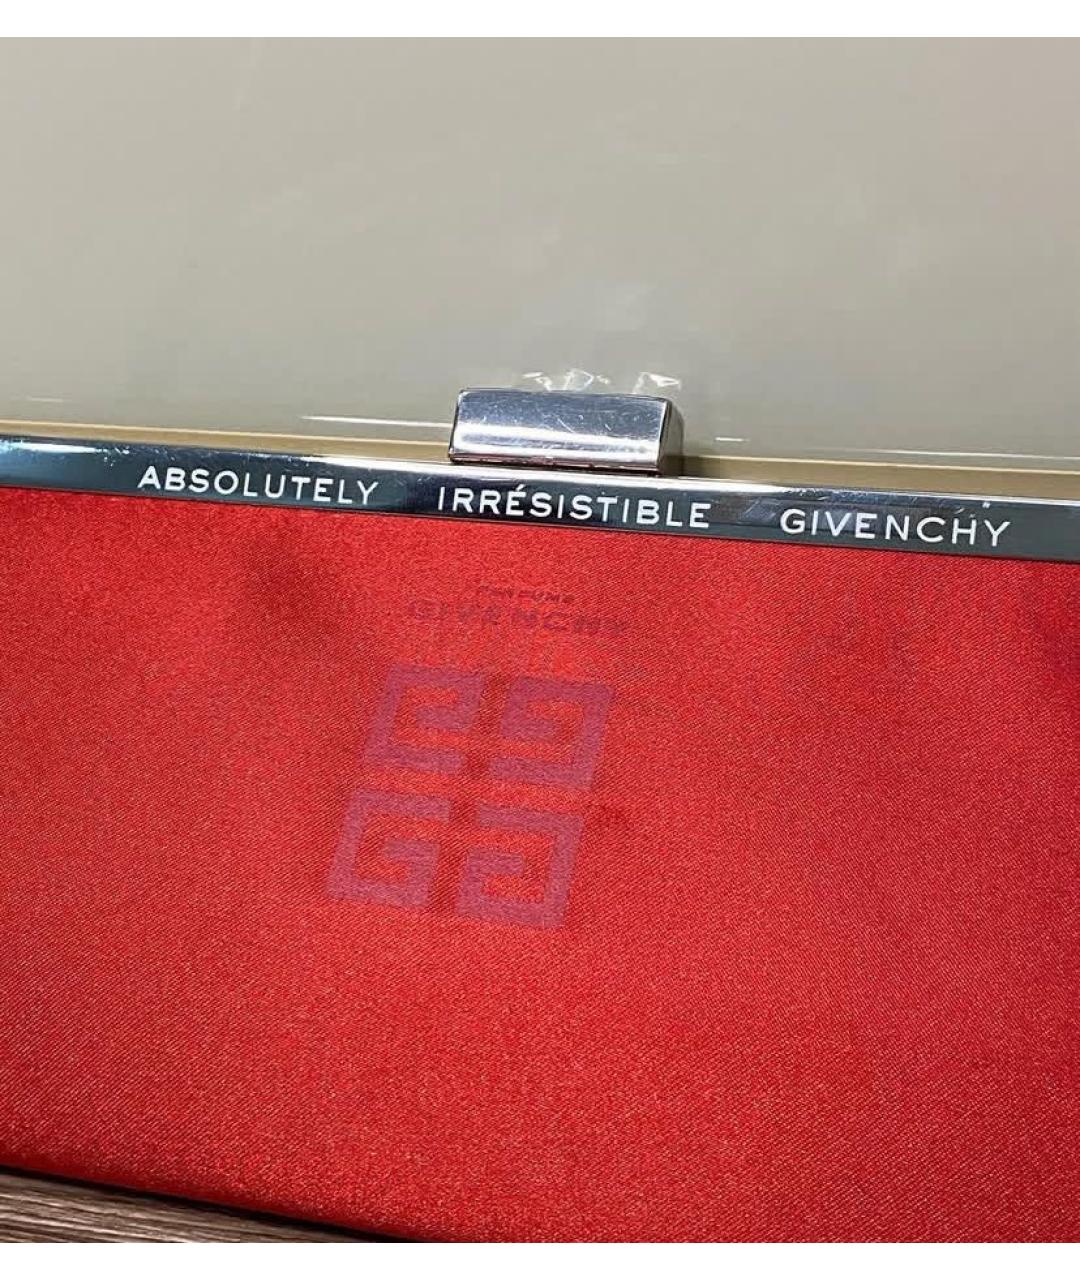 ABSOLUTELY IRRÉSISTIBLE GIVENCHY
PARFUMS
GIVENCHY